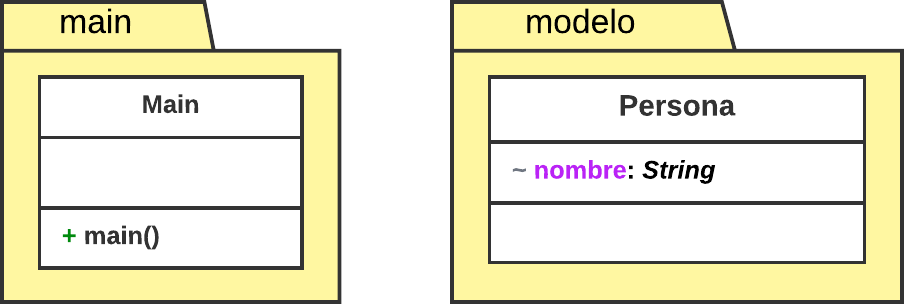 main
Main
+ main()
modelo
Persona
~ nombre: String